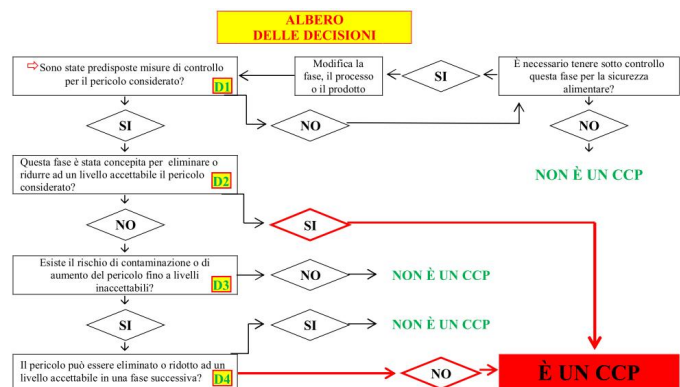 ALBERO
DELLE DECISIONI
⇨Sono state predisposte misure di controllo
per il pericolo considerato?
D1
Modifica la
fase, il processo
o il prodotto
SI
È necessario tenere sotto controllo
questa fase per la sicurezza
alimentare?
SI
NO
NO
NON È UN CCP
Questa fase è stata concepita per eliminare o
ridurre ad un livello accettabile il pericolo
considerato?
D2
NO
SI
Esiste il rischio di contaminazione o di
aumento del pericolo fino a livelli
inaccettabili?
D3
NO
NON È UN CCP
SI
SI
NON È UN CCP
Il pericolo può essere eliminato o ridotto ad un
livello accettabile in una fase successiva?
D4
NO
È UN CCP